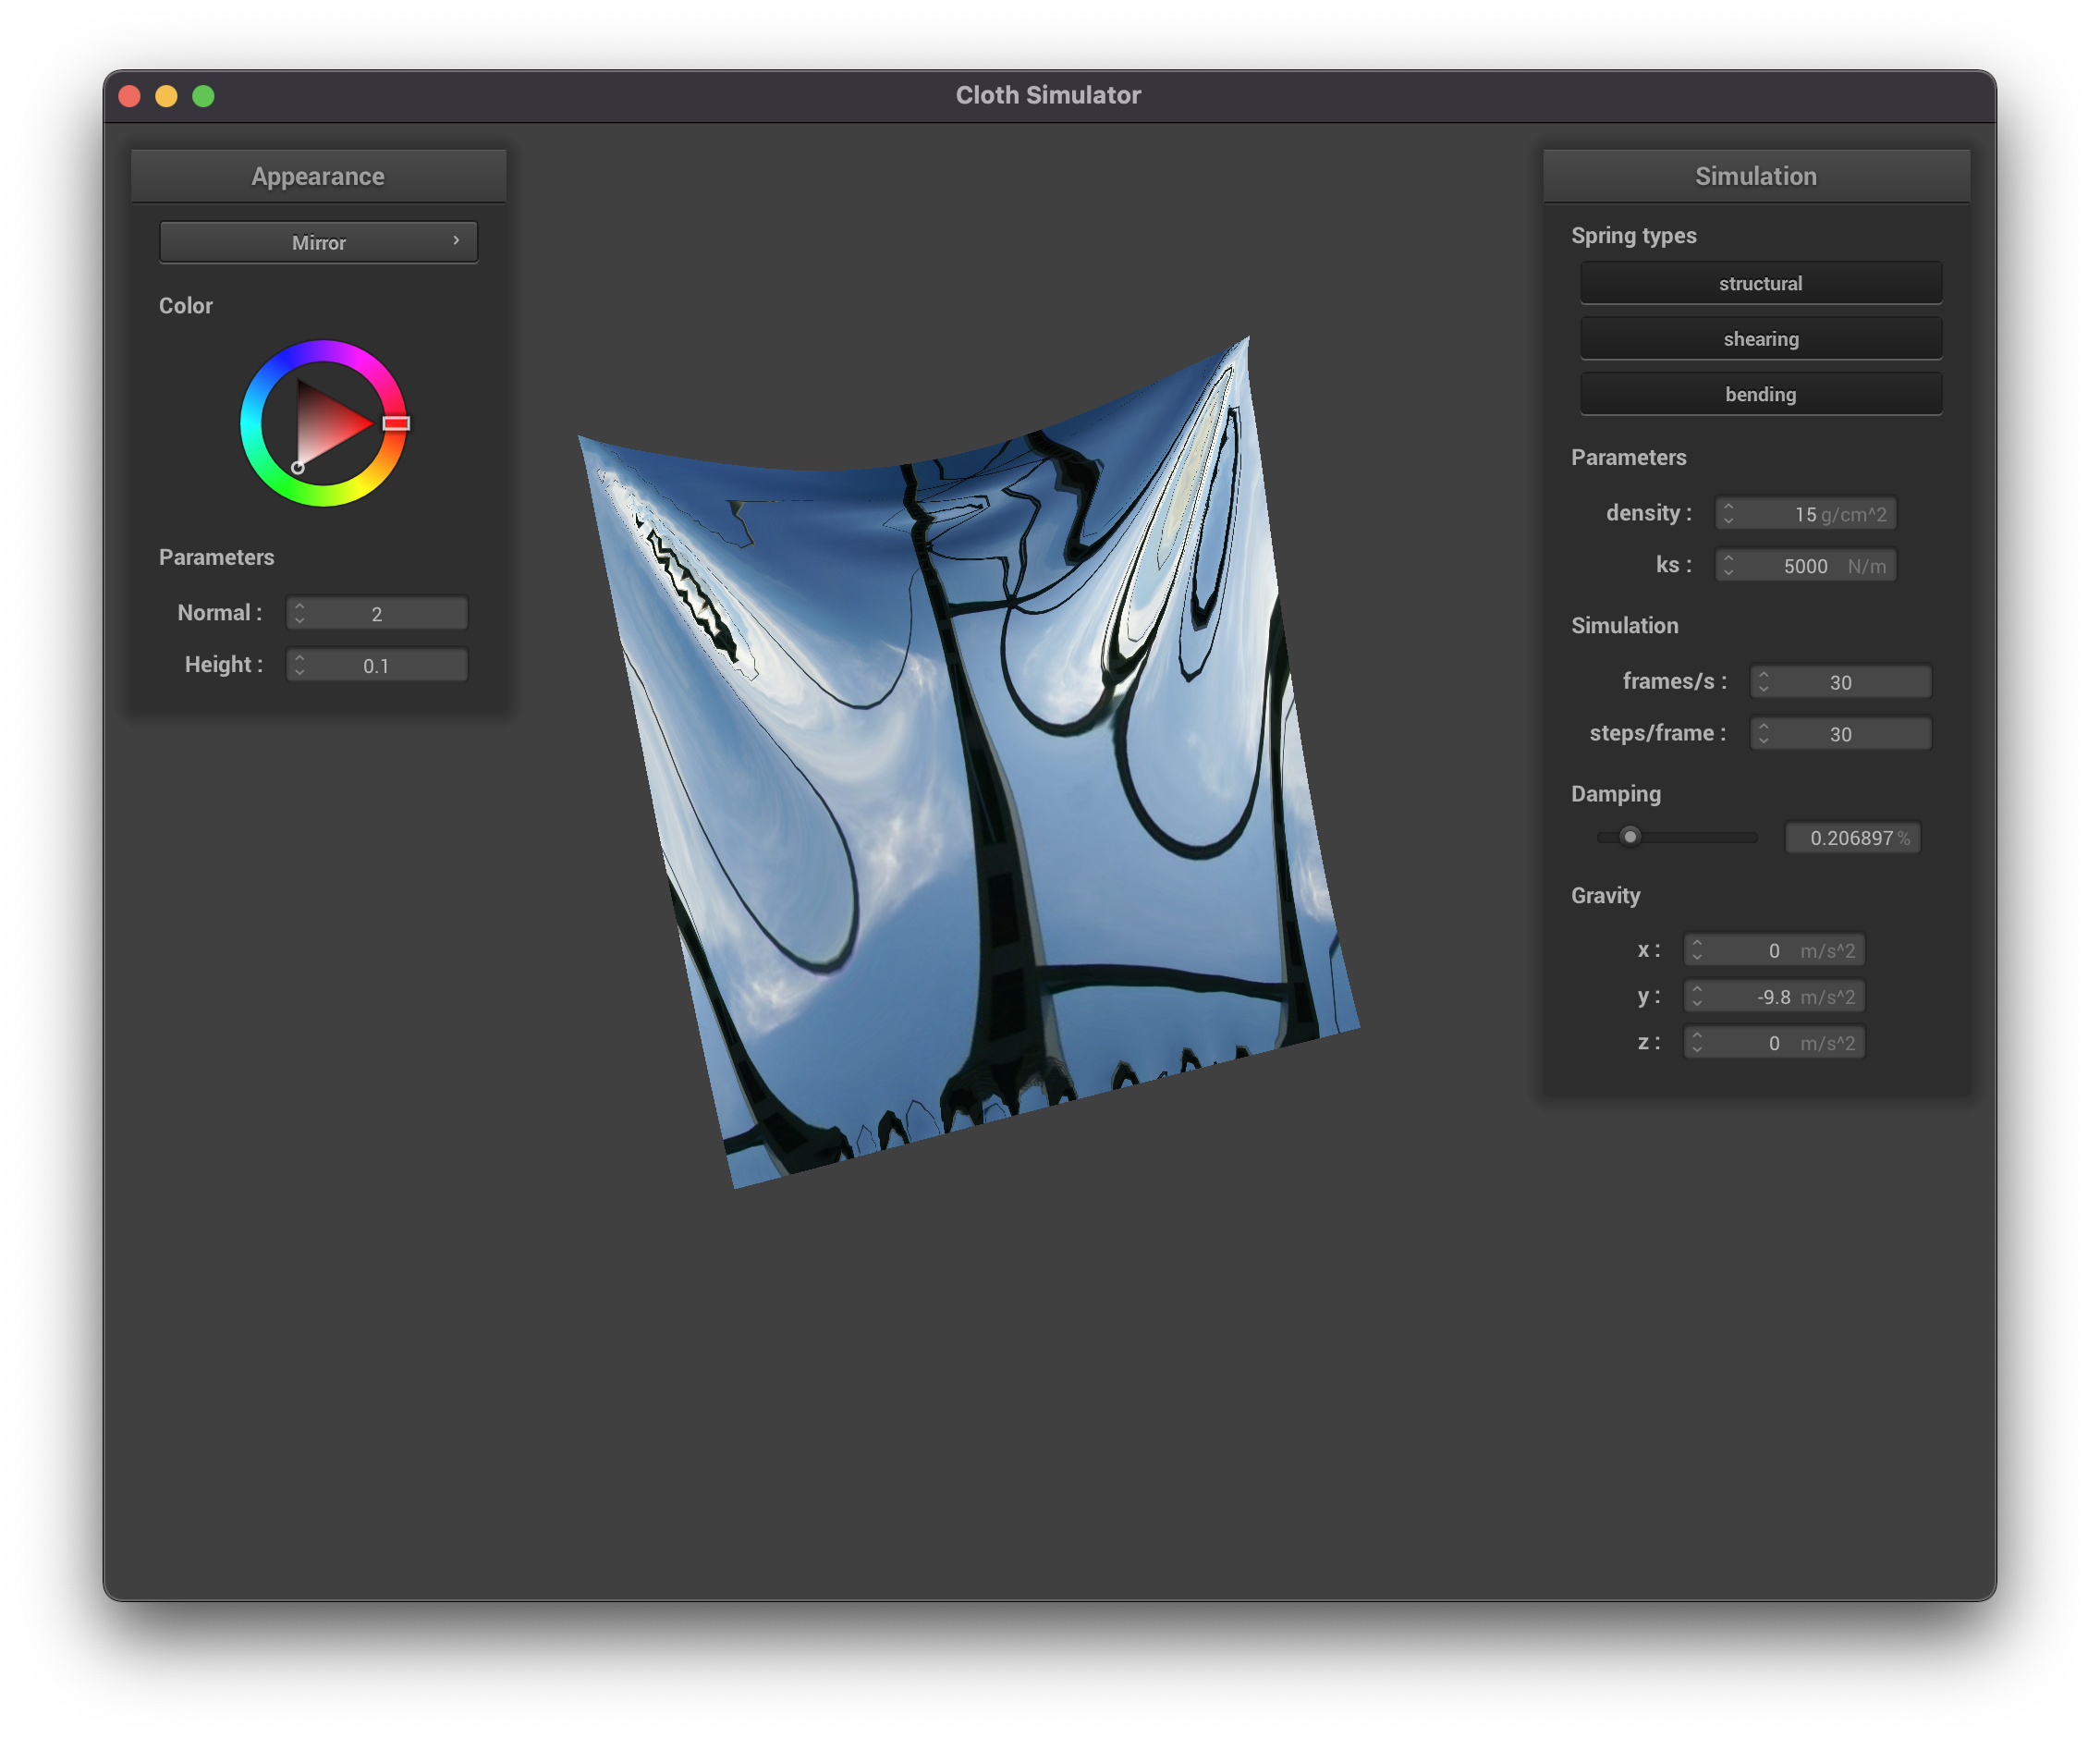 Cloth Simulator
Appearance
Mirror
Color
Parameters
Normal : 2
Height : 0.1
Simulation
Spring types
structural
shearing
bending
Parameters
density : 15 g/cm^2
ks : 5000 N/m
Simulation
frames/s : 30
steps/frame : 30
Damping
0.206897 %
Gravity
x : 0 m/s^2
y : -9.8 m/s^2
z : 0 m/s^2